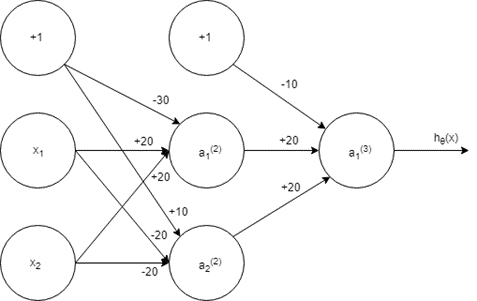 +1
+1
-30
-10
x₁
+20
a₁⁽²⁾
+20
a₁⁽³⁾
hθ(x)
+20
+20
+10
-20
x₂
-20
a₂⁽²⁾